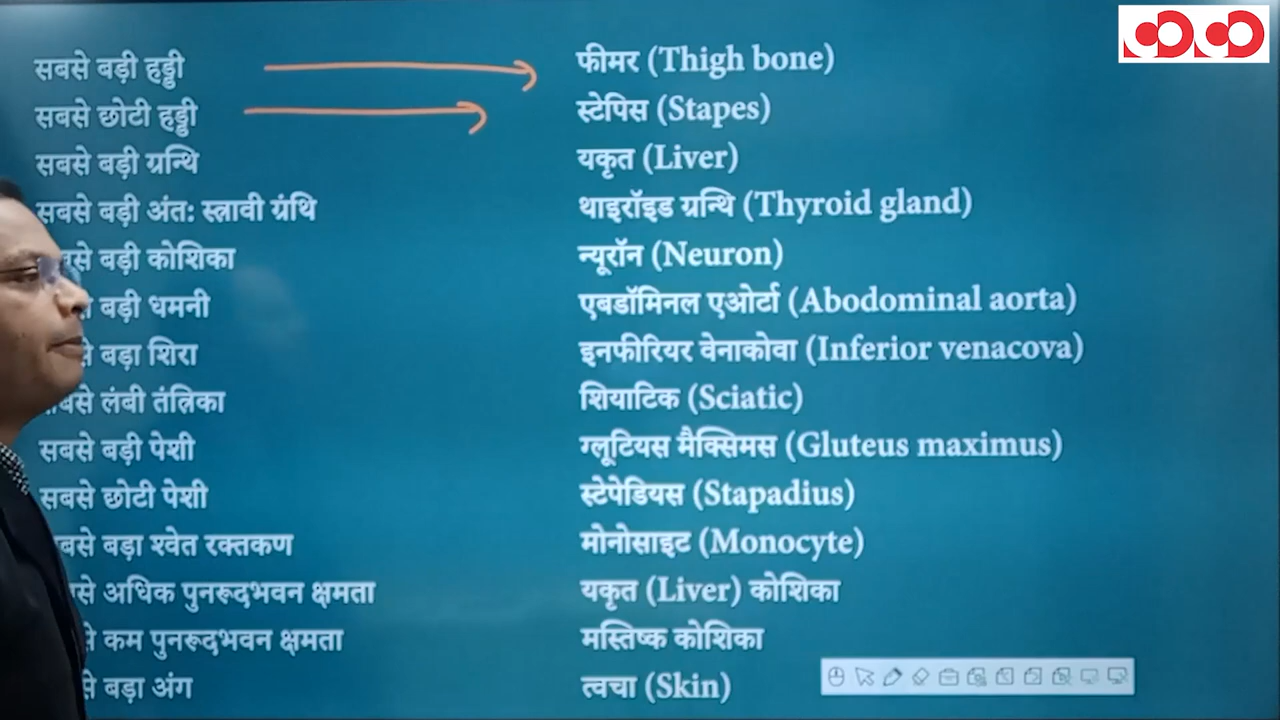 सबसे बड़ी हड्डी फीमर (Thigh bone)
सबसे छोटी हड्डी स्टेपिस (Stapes)
सबसे बड़ी ग्रन्थि यकृत (Liver)
सबसे बड़ी अंत: स्त्रावी ग्रंथि थाइरॉइड ग्रन्थि (Thyroid gland)
बड़ी कोशिका न्यूरॉन (Neuron)
बड़ी धमनी एबडॉमिनल एओर्टा (Abodominal aorta)
बड़ा शिरा इनफीरियर वेनाकोवा (Inferior venacova)
लंबी तंत्रिका शियाटिक (Sciatic)
सबसे बड़ी पेशी ग्लूटियस मैक्सिमस (Gluteus maximus)
सबसे छोटी पेशी स्टेपेडियस (Stapadius)
बड़ा श्वेत रक्तकण मोनोसाइट (Monocyte)
अधिक पुनरूदभवन क्षमता यकृत (Liver) कोशिका
कम पुनरूदभवन क्षमता मस्तिष्क कोशिका
बड़ा अंग त्वचा (Skin)